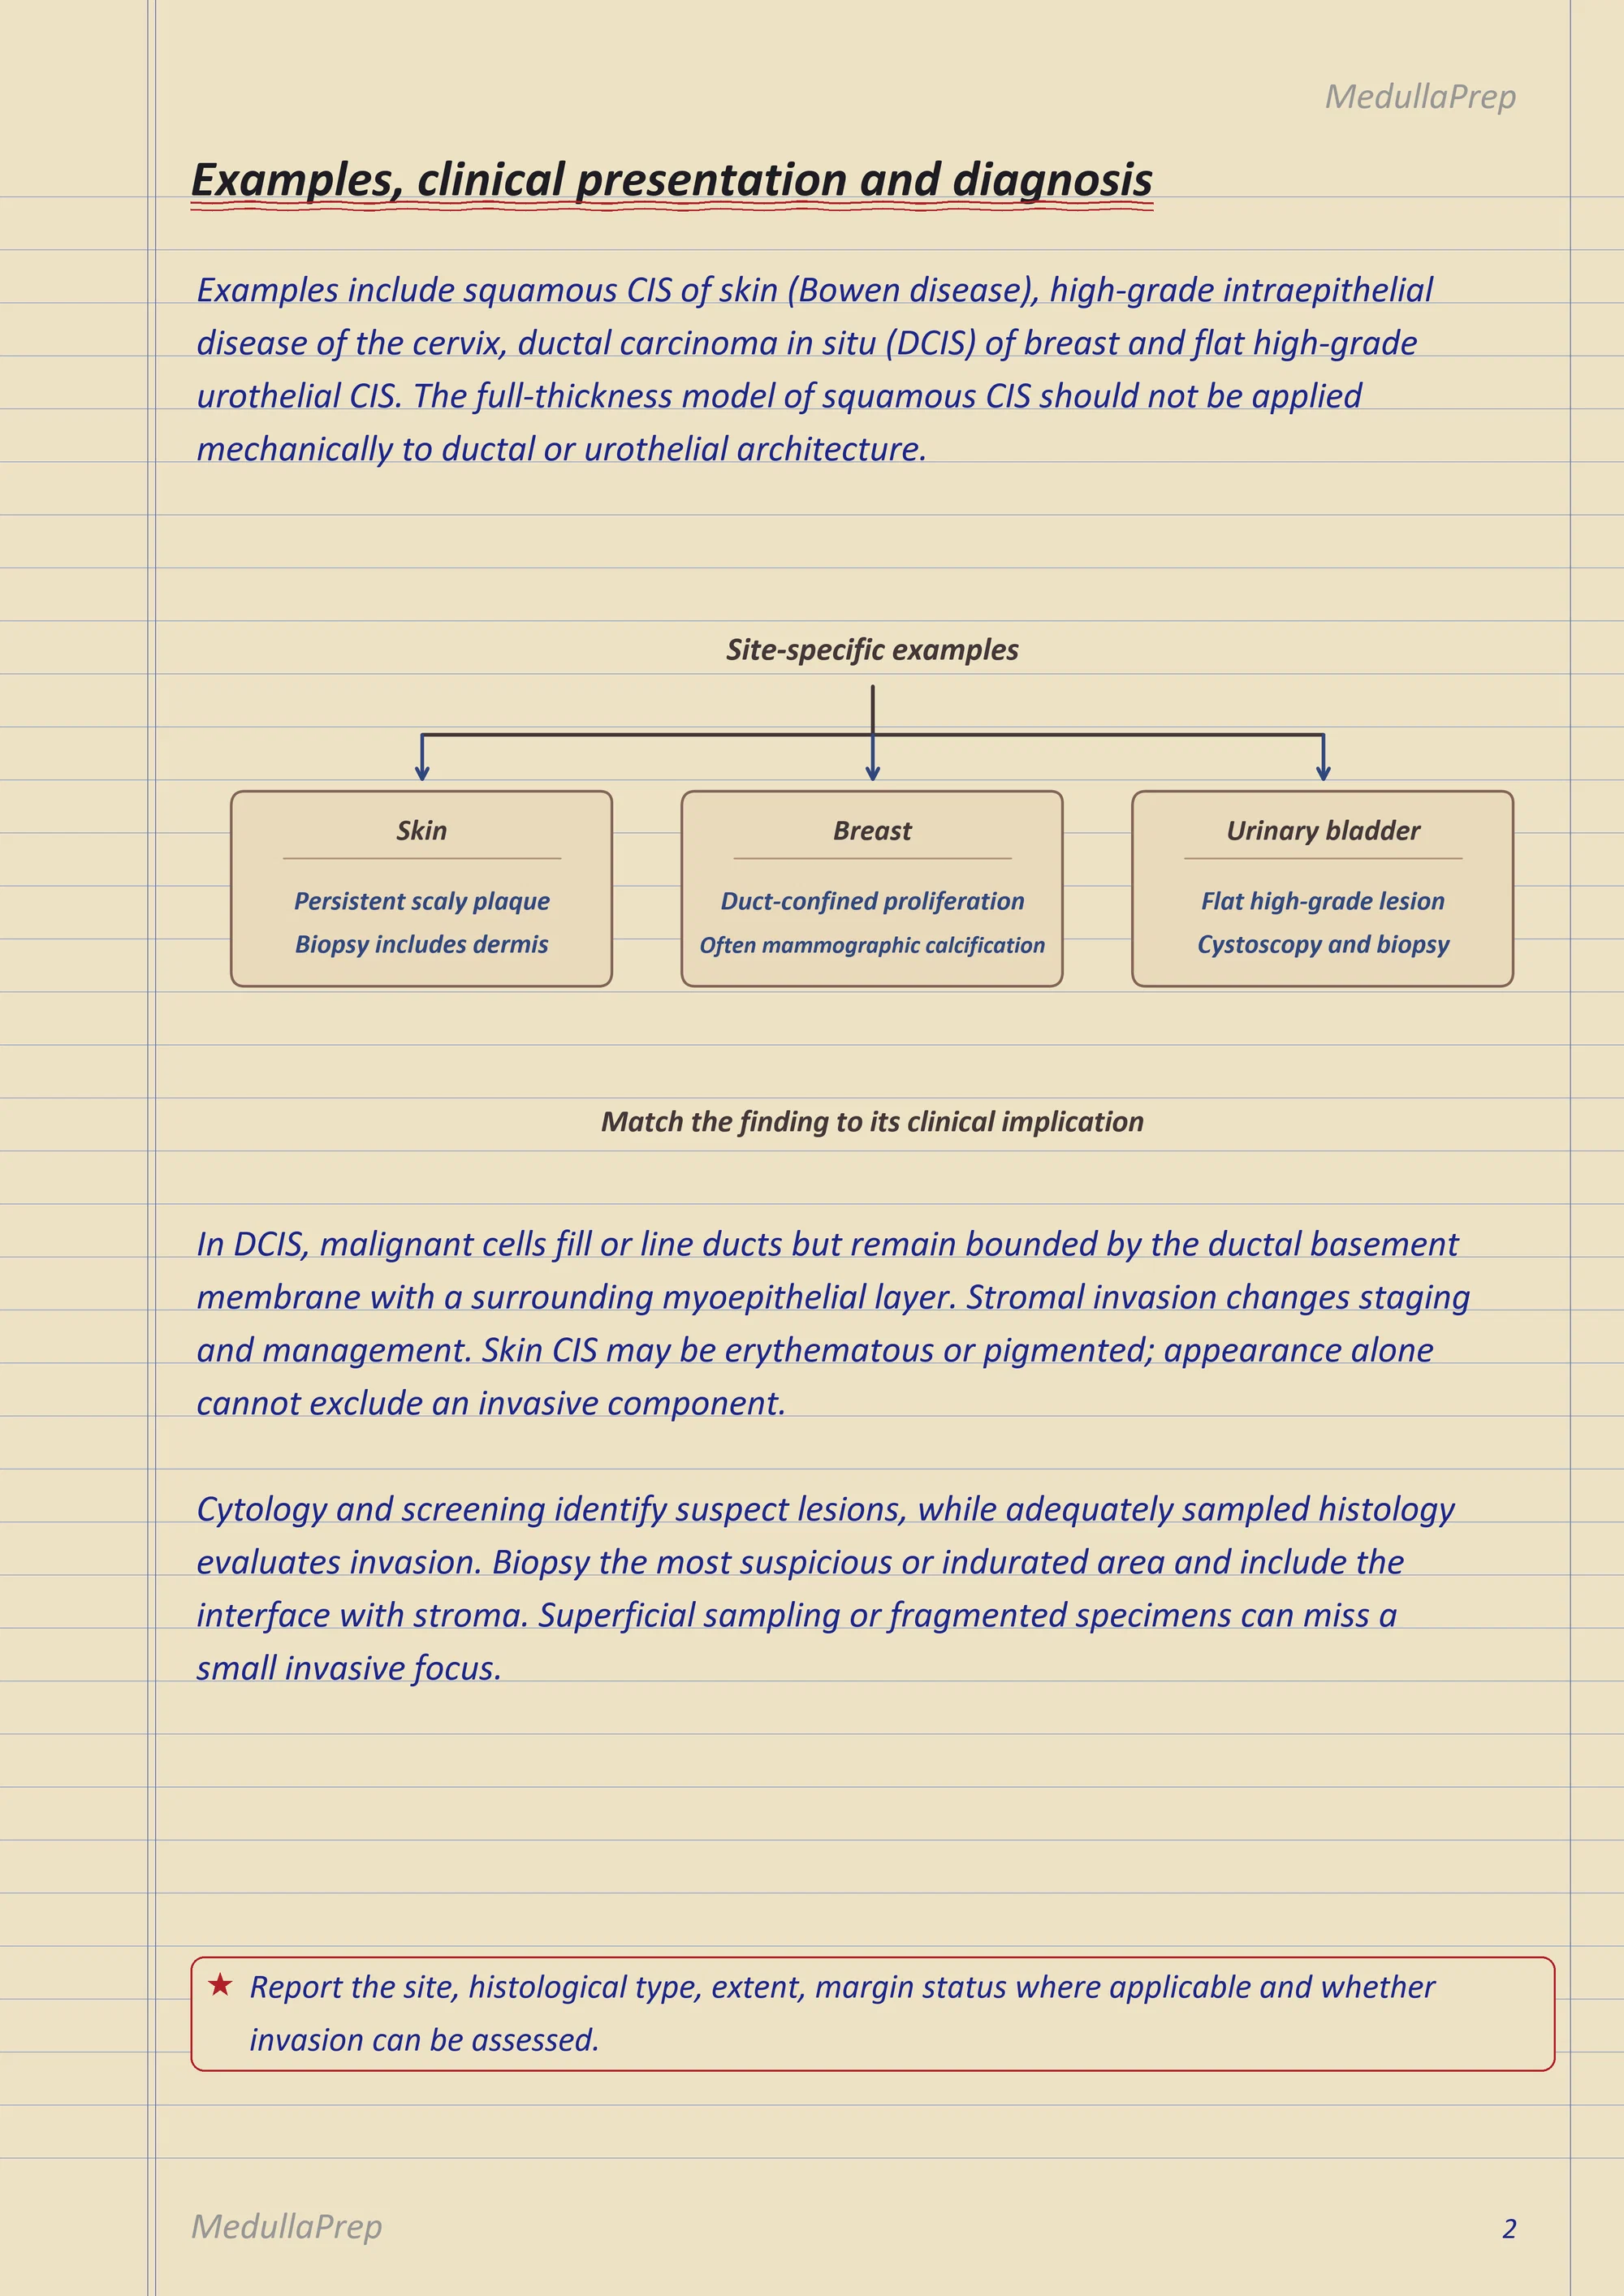 MedullaPrep
Examples, clinical presentation and diagnosis
Examples include squamous CIS of skin (Bowen disease), high-grade intraepithelial
disease of the cervix, ductal carcinoma in situ (DCIS) of breast and flat high-grade
urothelial CIS. The full-thickness model of squamous CIS should not be applied
mechanically to ductal or urothelial architecture.
Site-specific examples
Skin
Persistent scaly plaque
Biopsy includes dermis
Breast
Duct-confined proliferation
Often mammographic calcification
Urinary bladder
Flat high-grade lesion
Cystoscopy and biopsy
Match the finding to its clinical implication
In DCIS, malignant cells fill or line ducts but remain bounded by the ductal basement
membrane with a surrounding myoepithelial layer. Stromal invasion changes staging
and management. Skin CIS may be erythematous or pigmented; appearance alone
cannot exclude an invasive component.
Cytology and screening identify suspect lesions, while adequately sampled histology
evaluates invasion. Biopsy the most suspicious or indurated area and include the
interface with stroma. Superficial sampling or fragmented specimens can miss a
small invasive focus.
★ Report the site, histological type, extent, margin status where applicable and whether
invasion can be assessed.
MedullaPrep
2